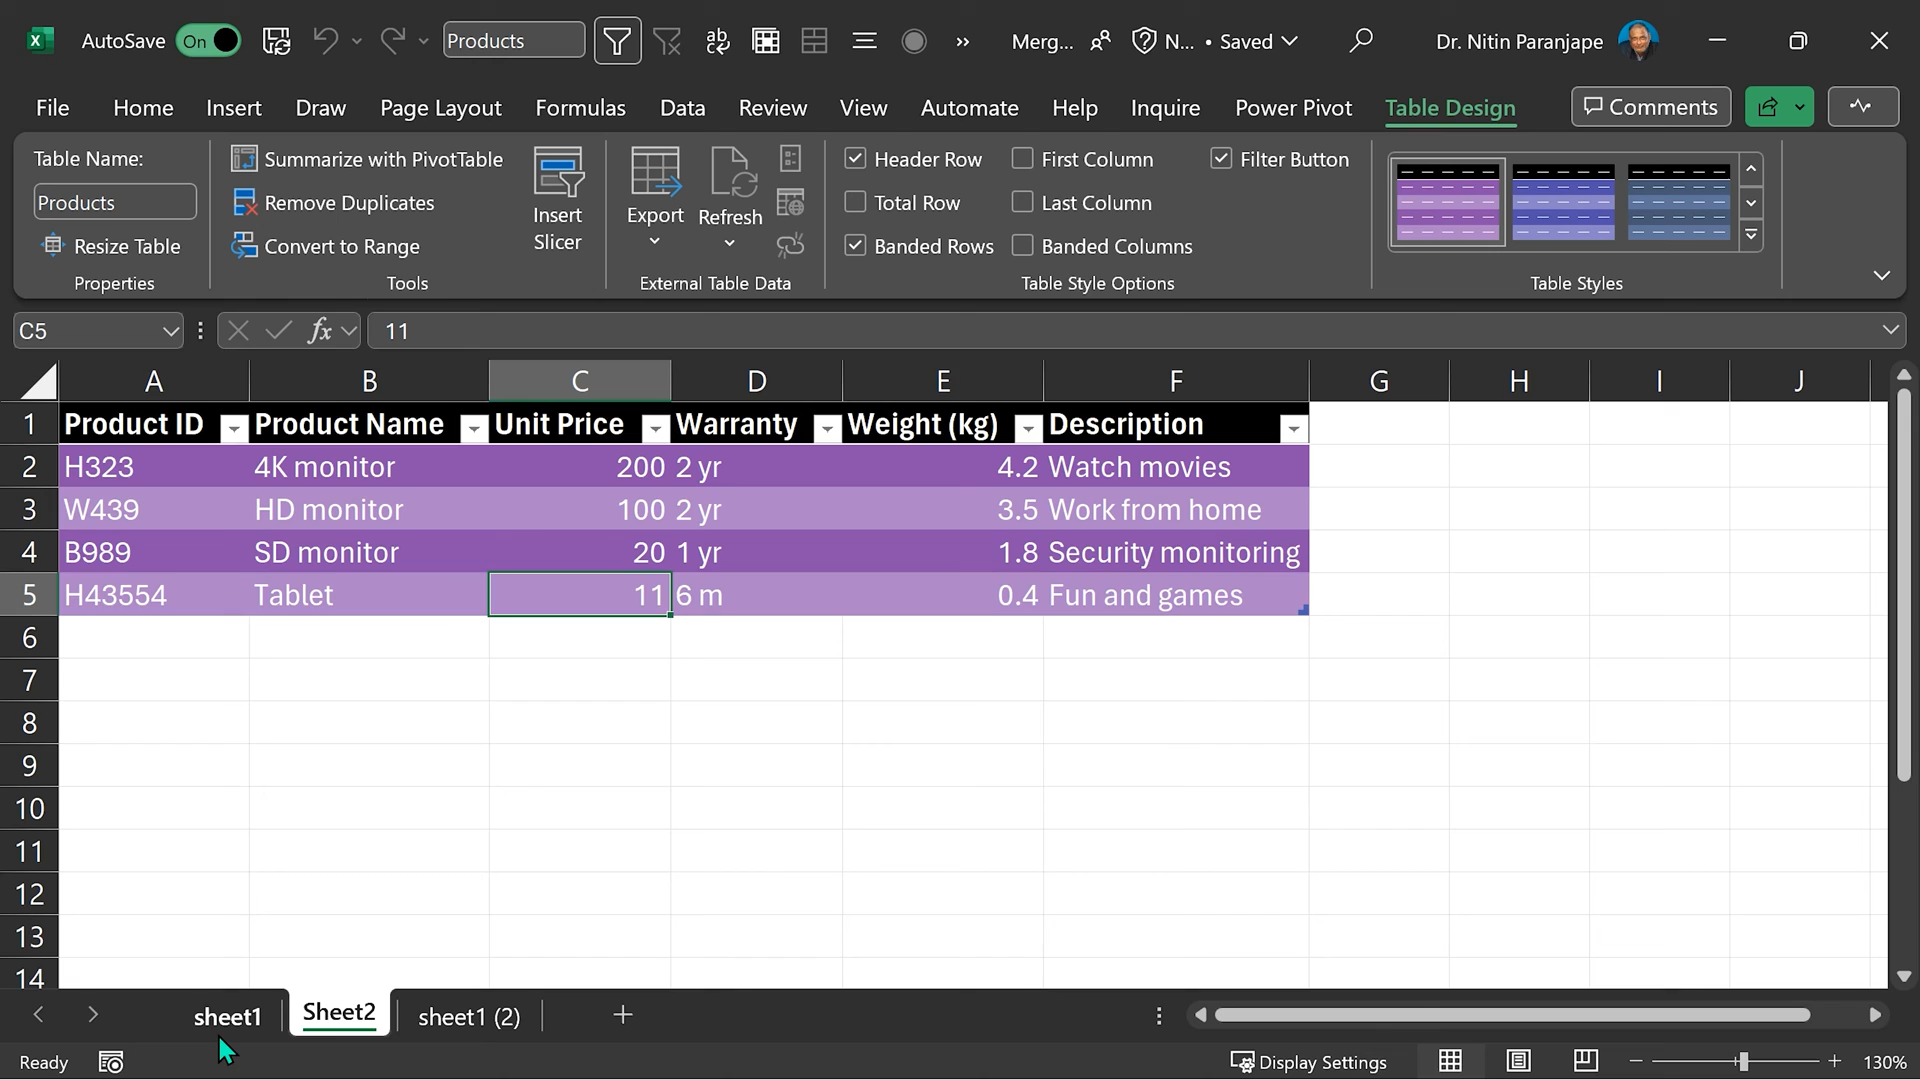 AutoSave On Products Merg... N... • Saved Dr. Nitin Paranjape
File Home Insert Draw Page Layout Formulas Data Review View Automate Help Inquire Power Pivot Table Design Comments
Table Name:
Products
Resize Table
Properties
Summarize with PivotTable
Remove Duplicates
Convert to Range
Insert
Slicer
Tools
Export
Refresh
External Table Data
Header Row First Column Filter Button
Total Row Last Column
Banded Rows Banded Columns
Table Style Options
Table Styles
C5 fx 11
A B C D E F G H I J
1 Product ID Product Name Unit Price Warranty Weight (kg) Description
2 H323 4K monitor 200 2 yr 4.2 Watch movies
3 W439 HD monitor 100 2 yr 3.5 Work from home
4 B989 SD monitor 20 1 yr 1.8 Security monitoring
5 H43554 Tablet 11 6 m 0.4 Fun and games
6
7
8
9
10
11
12
13
14
sheet1 Sheet2 sheet1 (2)
Ready Display Settings 130%